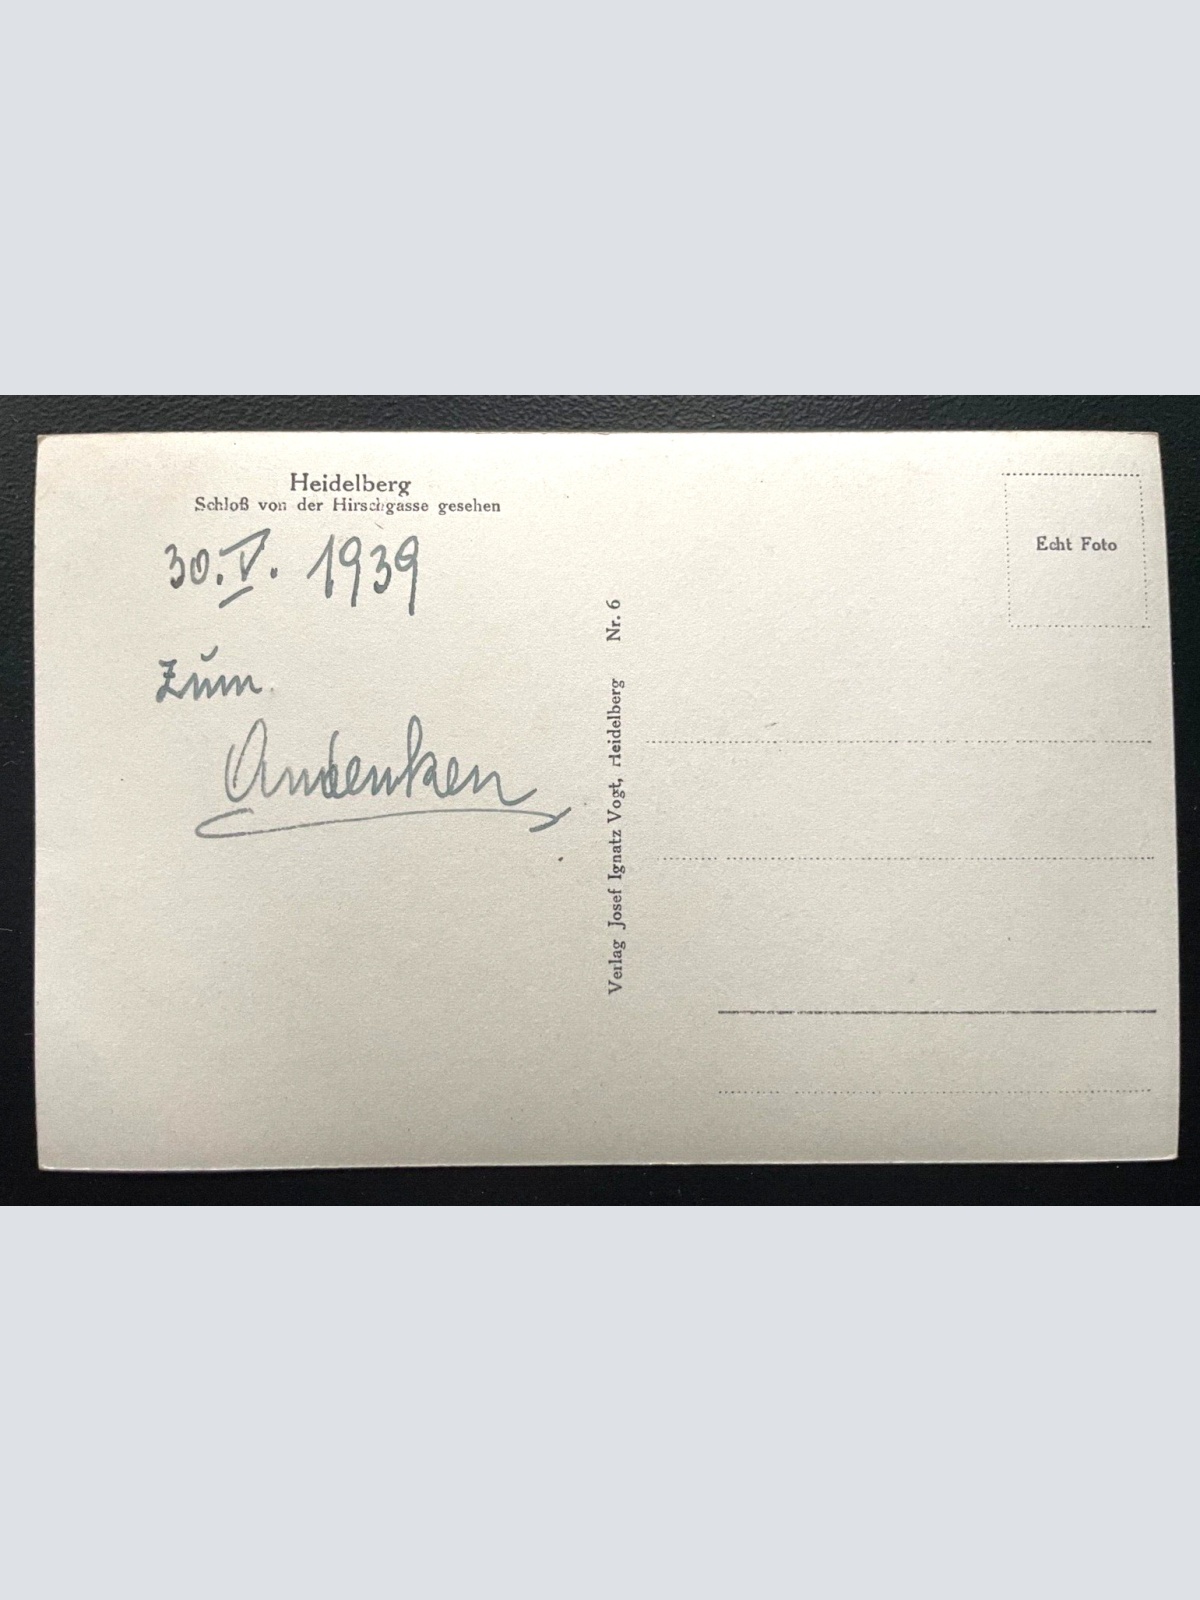 Heidelberg
Schloß von der Hirschgasse gesehen
30. V. 1939
Zum
Andenken
Verlag Josef Ignatz Vogt, Heidelberg Nr. 6
Echt Foto